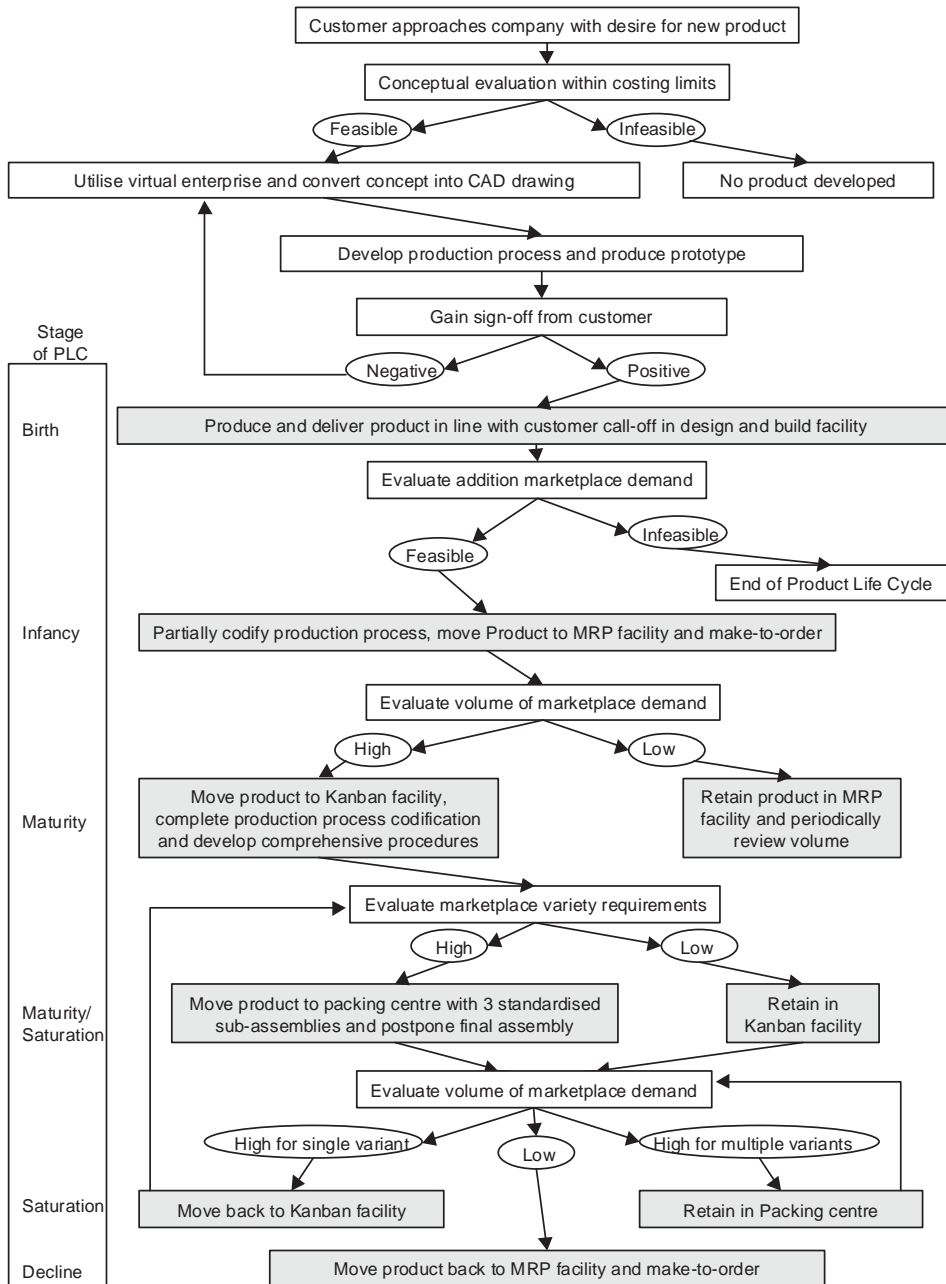 Customer approaches company with desire for new product
Conceptual evaluation within costing limits
Feasible
Infeasible
Utilise virtual enterprise and convert concept into CAD drawing
No product developed
Develop production process and produce prototype
Gain sign-off from customer
Stage
of PLC
Negative
Positive
Birth
Produce and deliver product in line with customer call-off in design and build facility
Evaluate addition marketplace demand
Feasible
Infeasible
End of Product Life Cycle
Infancy
Partially codify production process, move Product to MRP facility and make-to-order
Evaluate volume of marketplace demand
High
Low
Maturity
Move product to Kanban facility,
complete production process codification
and develop comprehensive procedures
Retain product in MRP
facility and periodically
review volume
Evaluate marketplace variety requirements
High
Low
Maturity/
Saturation
Move product to packing centre with 3 standardised
sub-assemblies and postpone final assembly
Retain in
Kanban facility
Evaluate volume of marketplace demand
High for single variant
Low
High for multiple variants
Saturation
Move back to Kanban facility
Retain in Packing centre
Decline
Move product back to MRP facility and make-to-order